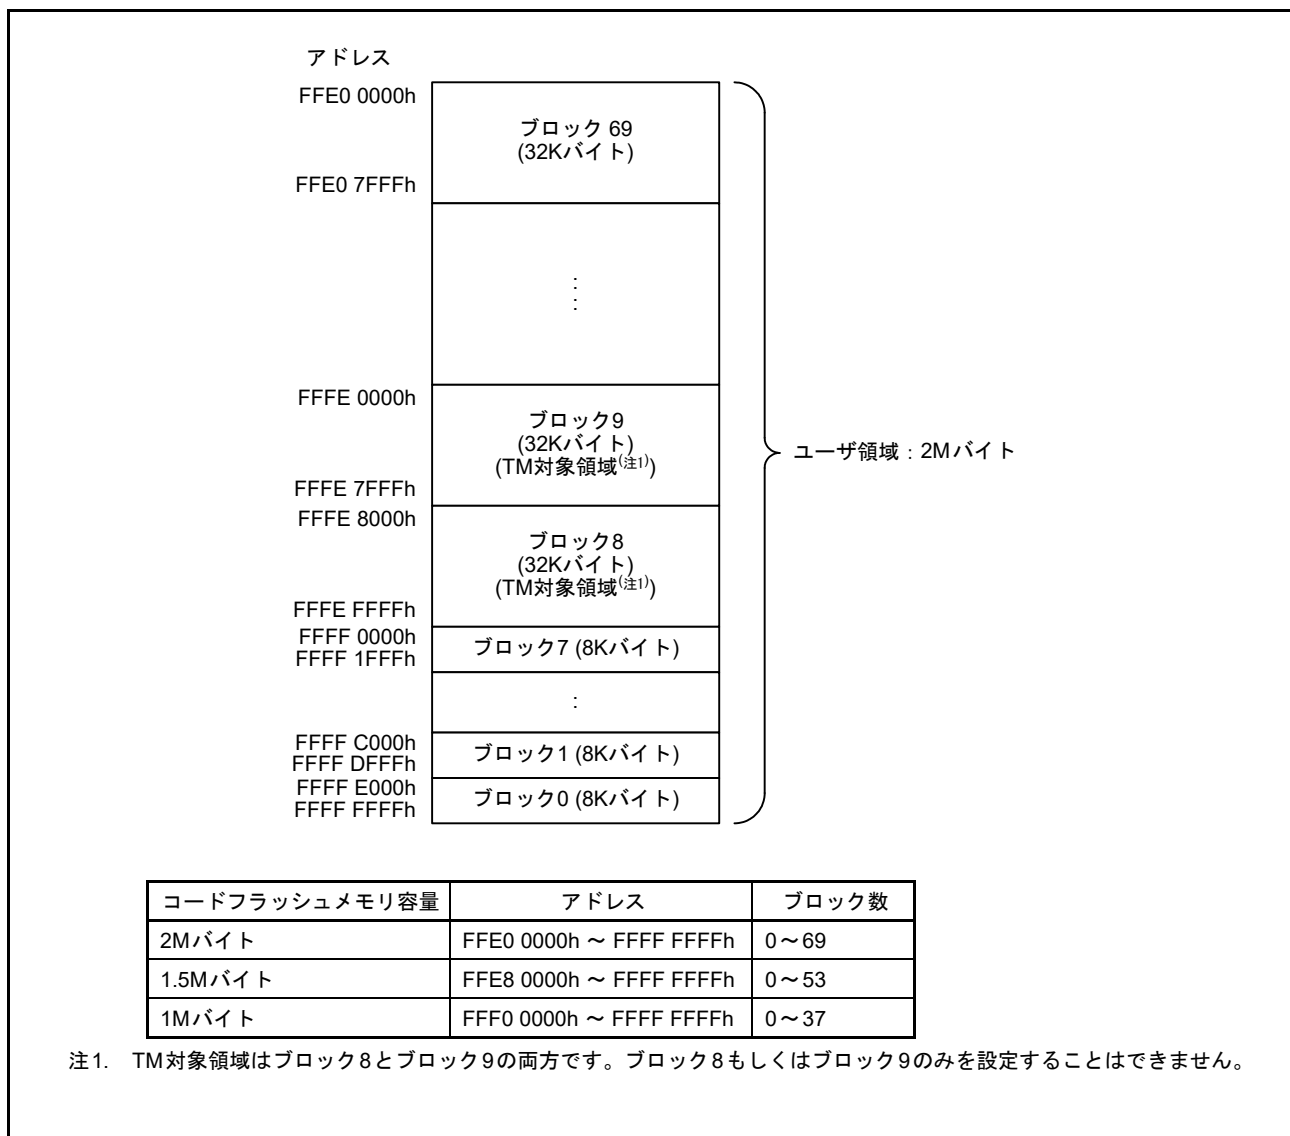 アドレス
FFE0 0000h
ブロック 69
(32Kバイト)
FFE0 7FFFh
:
:
FFFE 0000h
ブロック9
(32Kバイト)
(TM対象領域(注1))
FFFE 7FFFh
ユーザ領域：2Mバイト
FFFE 8000h
ブロック8
(32Kバイト)
(TM対象領域(注1))
FFFE FFFFh
FFFF 0000h
ブロック7 (8Kバイト)
FFFF 1FFFh
:
FFFF C000h
ブロック1 (8Kバイト)
FFFF DFFFh
FFFF E000h
ブロック0 (8Kバイト)
FFFF FFFFh
コードフラッシュメモリ容量 アドレス ブロック数
2Mバイト FFE0 0000h ～ FFFF FFFFh 0～69
1.5Mバイト FFE8 0000h ～ FFFF FFFFh 0～53
1Mバイト FFF0 0000h ～ FFFF FFFFh 0～37
注1. TM対象領域はブロック8とブロック9の両方です。ブロック8もしくはブロック9のみを設定することはできません。